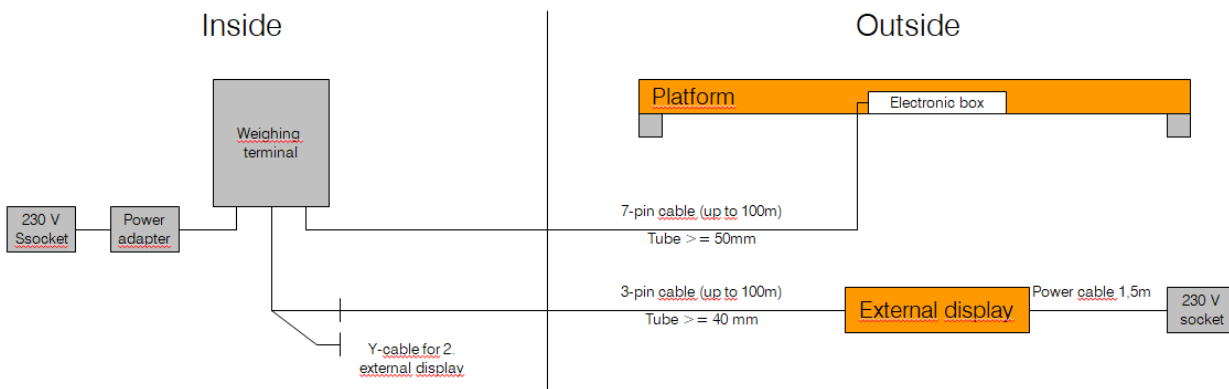 Inside
Outside
Platform
Electronic box
Weighing
terminal
7-pin cable (up to 100m)
Tube >= 50mm
230 V
Ssocket
Power
adapter
3-pin cable (up to 100m)
Tube >= 40 mm
External display
Power cable 1,5m
230 V
socket
Y-cable for 2.
external display